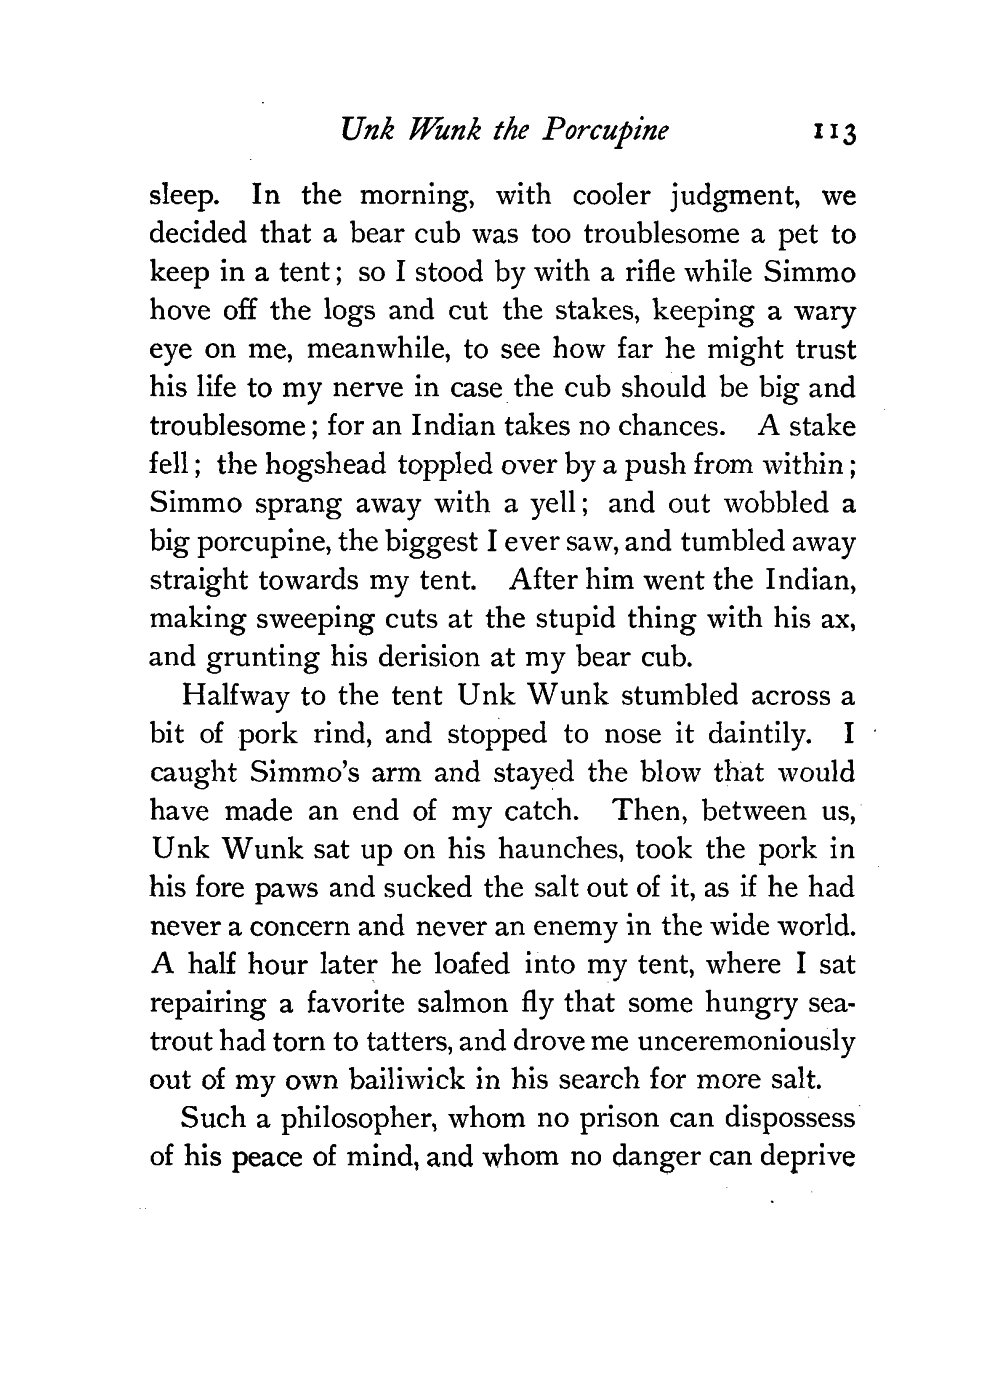 Unk Wunk the Porcupine 113
sleep. In the morning, with cooler judgment, we
decided that a bear cub was too troublesome a pet to
keep in a tent; so I stood by with a rifle while Simmo
hove off the logs and cut the stakes, keeping a wary
eye on me, meanwhile, to see how far he might trust
his life to my nerve in case the cub should be big and
troublesome; for an Indian takes no chances. A stake
fell; the hogshead toppled over by a push from within;
Simmo sprang away with a yell; and out wobbled a
big porcupine, the biggest I ever saw, and tumbled away
straight towards my tent. After him went the Indian,
making sweeping cuts at the stupid thing with his ax,
and grunting his derision at my bear cub.
Halfway to the tent Unk Wunk stumbled across a
bit of pork rind, and stopped to nose it daintily. I
caught Simmo's arm and stayed the blow that would
have made an end of my catch. Then, between us,
Unk Wunk sat up on his haunches, took the pork in
his fore paws and sucked the salt out of it, as if he had
never a concern and never an enemy in the wide world.
A half hour later he loafed into my tent, where I sat
repairing a favorite salmon fly that some hungry sea-
trout had torn to tatters, and drove me unceremoniously
out of my own bailiwick in his search for more salt.
Such a philosopher, whom no prison can dispossess
of his peace of mind, and whom no danger can deprive